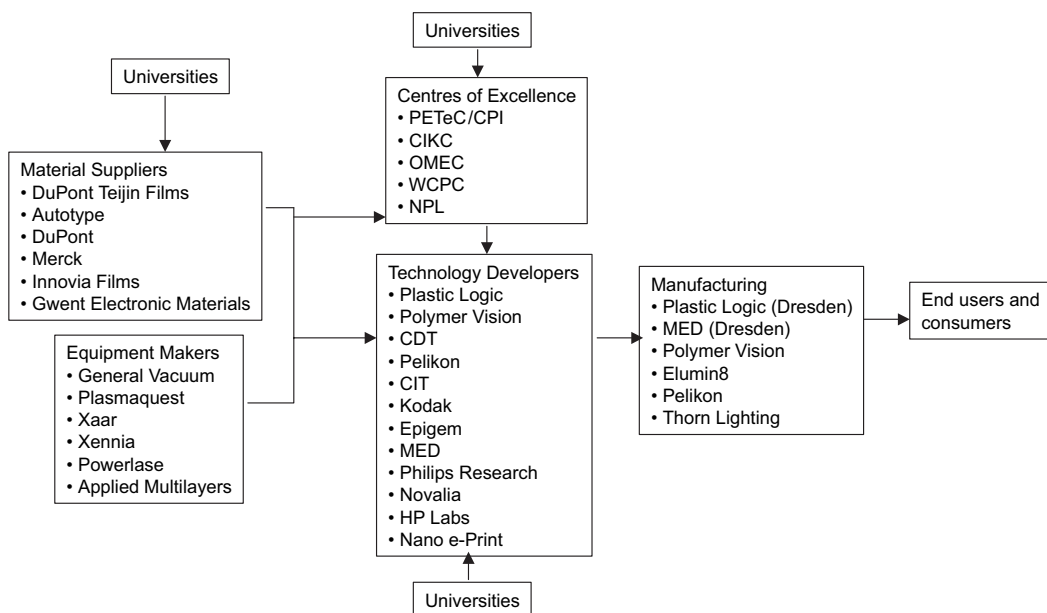 Universities
Universities
Centres of Excellence
• PETeC/CPI
• CIKC
• OMEC
• WCPC
• NPL
Material Suppliers
• DuPont Teijin Films
• Autotype
• DuPont
• Merck
• Innovia Films
• Gwent Electronic Materials
Equipment Makers
• General Vacuum
• Plasmaquest
• Xaar
• Xennia
• Powerlase
• Applied Multilayers
Technology Developers
• Plastic Logic
• Polymer Vision
• CDT
• Pelikon
• CIT
• Kodak
• Epigem
• MED
• Philips Research
• Novalia
• HP Labs
• Nano e-Print
Manufacturing
• Plastic Logic (Dresden)
• MED (Dresden)
• Polymer Vision
• Elumin8
• Pelikon
• Thorn Lighting
End users and
consumers
Universities